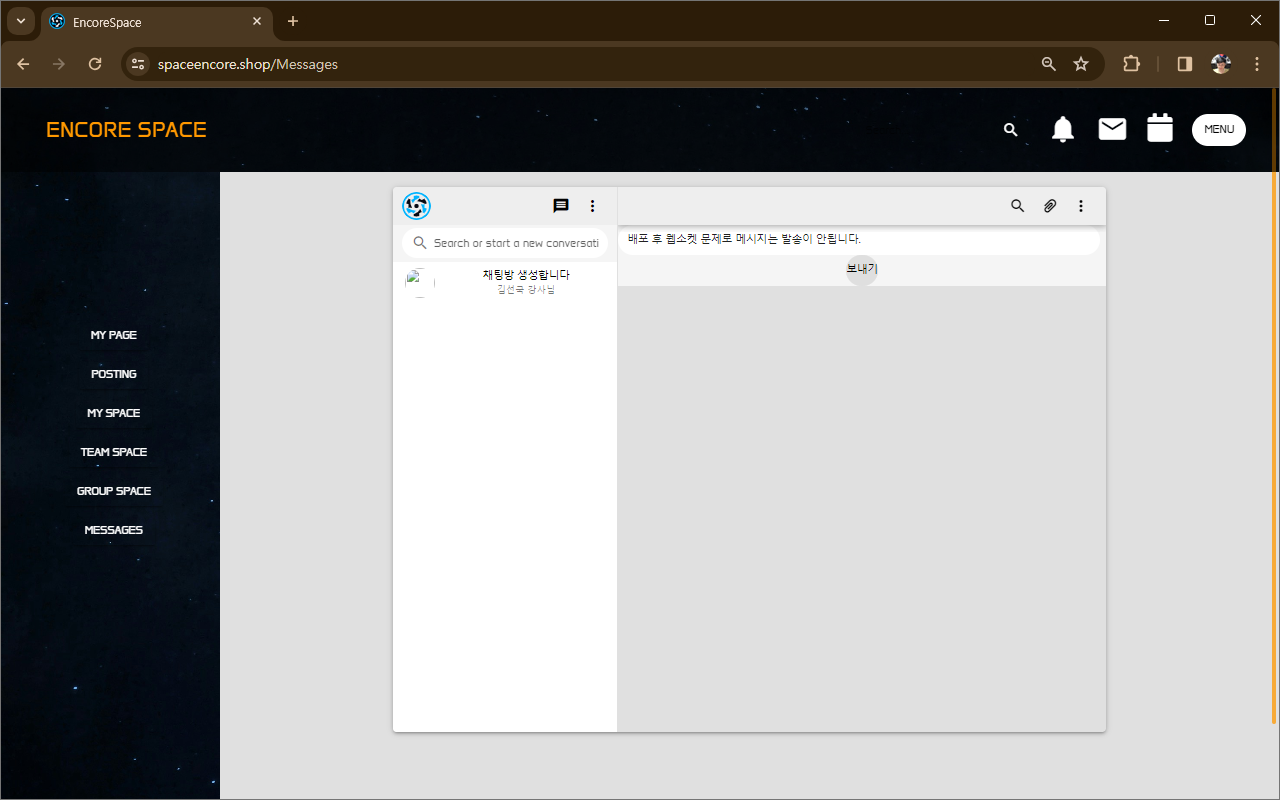 EncoreSpace
spaceencore.shop/Messages
ENCORE SPACE
MENU
MY PAGE
POSTING
MY SPACE
TEAM SPACE
GROUP SPACE
MESSAGES
Search or start a new conversati
채팅방 생성합니다
김선국 강사님
배포 후 웹소켓 문제로 메시지는 발송이 안됩니다.
보내기